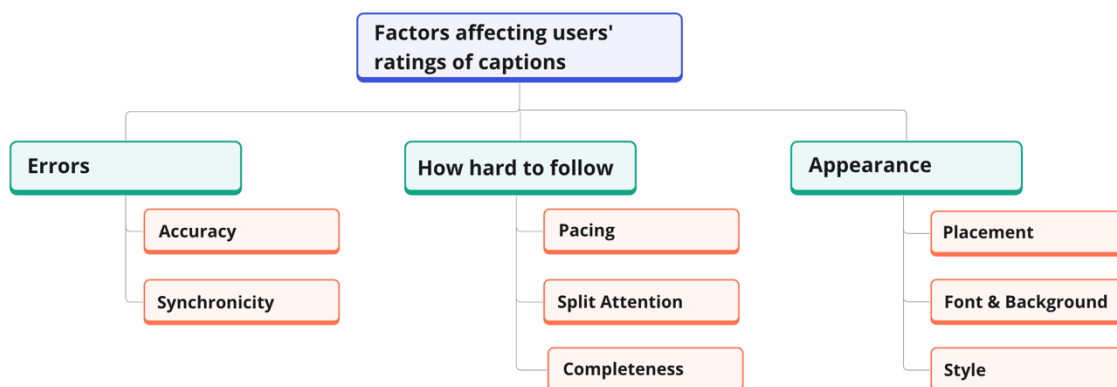 Factors affecting users'
ratings of captions
Errors
Accuracy
Synchronicity
How hard to follow
Pacing
Split Attention
Completeness
Appearance
Placement
Font & Background
Style